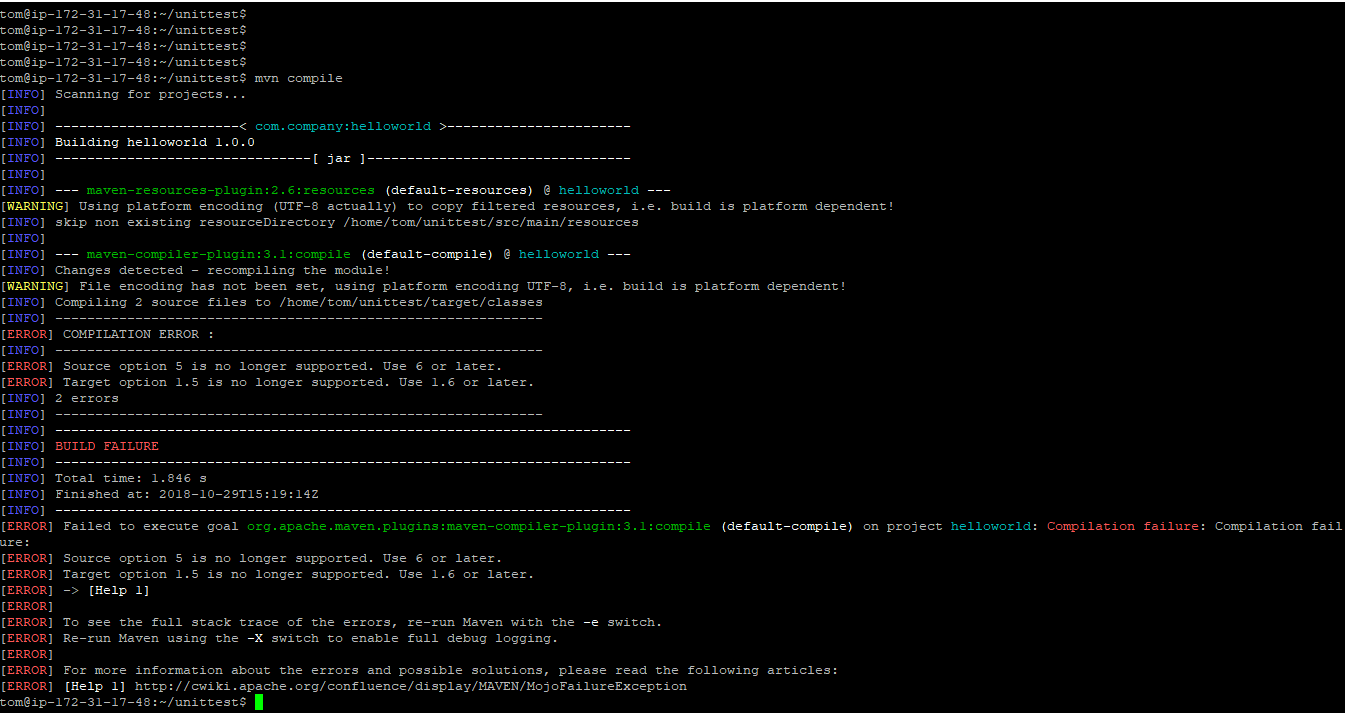 tom@ip-172-31-17-48:~/unittest$
tom@ip-172-31-17-48:~/unittest$
tom@ip-172-31-17-48:~/unittest$
tom@ip-172-31-17-48:~/unittest$
tom@ip-172-31-17-48:~/unittest$ mvn compile
[INFO] Scanning for projects...
[INFO]
[INFO] -----------------------< com.company:helloworld >-----------------------
[INFO] Building helloworld 1.0.0
[INFO] --------------------------------[ jar ]---------------------------------
[INFO]
[INFO] --- maven-resources-plugin:2.6:resources (default-resources) @ helloworld ---
[WARNING] Using platform encoding (UTF-8 actually) to copy filtered resources, i.e. build is platform dependent!
[INFO] skip non existing resourceDirectory /home/tom/unittest/src/main/resources
[INFO]
[INFO] --- maven-compiler-plugin:3.1:compile (default-compile) @ helloworld ---
[INFO] Changes detected - recompiling the module!
[WARNING] File encoding has not been set, using platform encoding UTF-8, i.e. build is platform dependent!
[INFO] Compiling 2 source files to /home/tom/unittest/target/classes
[INFO] -------------------------------------------------------------
[ERROR] COMPILATION ERROR :
[INFO] -------------------------------------------------------------
[ERROR] Source option 5 is no longer supported. Use 6 or later.
[ERROR] Target option 1.5 is no longer supported. Use 1.6 or later.
[INFO] 2 errors
[INFO] -------------------------------------------------------------
[INFO] ------------------------------------------------------------------------
[INFO] BUILD FAILURE
[INFO] ------------------------------------------------------------------------
[INFO] Total time: 1.846 s
[INFO] Finished at: 2018-10-29T15:19:14Z
[INFO] ------------------------------------------------------------------------
[ERROR] Failed to execute goal org.apache.maven.plugins:maven-compiler-plugin:3.1:compile (default-compile) on project helloworld: Compilation failure: Compilation fail
ure:
[ERROR] Source option 5 is no longer supported. Use 6 or later.
[ERROR] Target option 1.5 is no longer supported. Use 1.6 or later.
[ERROR] -> [Help 1]
[ERROR]
[ERROR] To see the full stack trace of the errors, re-run Maven with the -e switch.
[ERROR] Re-run Maven using the -X switch to enable full debug logging.
[ERROR]
[ERROR] For more information about the errors and possible solutions, please read the following articles:
[ERROR] [Help 1] http://cwiki.apache.org/confluence/display/MAVEN/MojoFailureException
tom@ip-172-31-17-48:~/unittest$